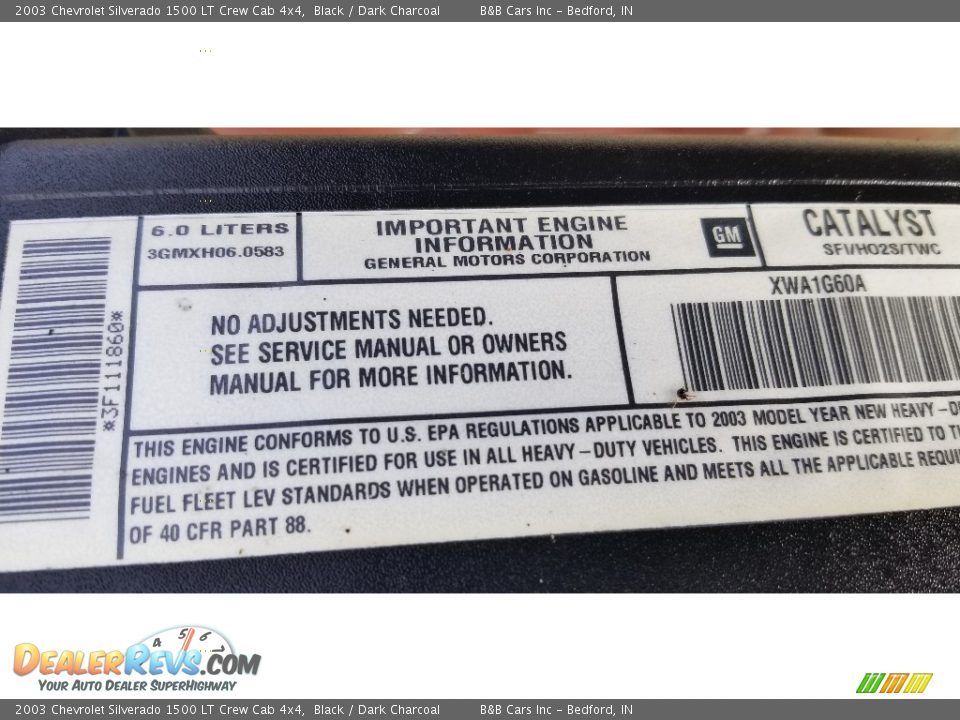 2003 Chevrolet Silverado 1500 LT Crew Cab 4x4, Black / Dark Charcoal B&B Cars Inc - Bedford, IN
6.0 LITERS
3GMXH06.0583
IMPORTANT ENGINE
INFORMATION
GENERAL MOTORS CORPORATION
GM
CATALYST
SFI/HO2S/TWC
*3F111860*
NO ADJUSTMENTS NEEDED.
SEE SERVICE MANUAL OR OWNERS
MANUAL FOR MORE INFORMATION.
XWA1G60A
THIS ENGINE CONFORMS TO U.S. EPA REGULATIONS APPLICABLE TO 2003 MODEL YEAR NEW HEAVY-
ENGINES AND IS CERTIFIED FOR USE IN ALL HEAVY-DUTY VEHICLES. THIS ENGINE IS CERTIFIED TO
FUEL FLEET LEV STANDARDS WHEN OPERATED ON GASOLINE AND MEETS ALL THE APPLICABLE
OF 40 CFR PART 88.
4 5 6
DEALERREVS.COM
YOUR AUTO DEALER SUPERHIGHWAY
2003 Chevrolet Silverado 1500 LT Crew Cab 4x4, Black / Dark Charcoal B&B Cars Inc - Bedford, IN